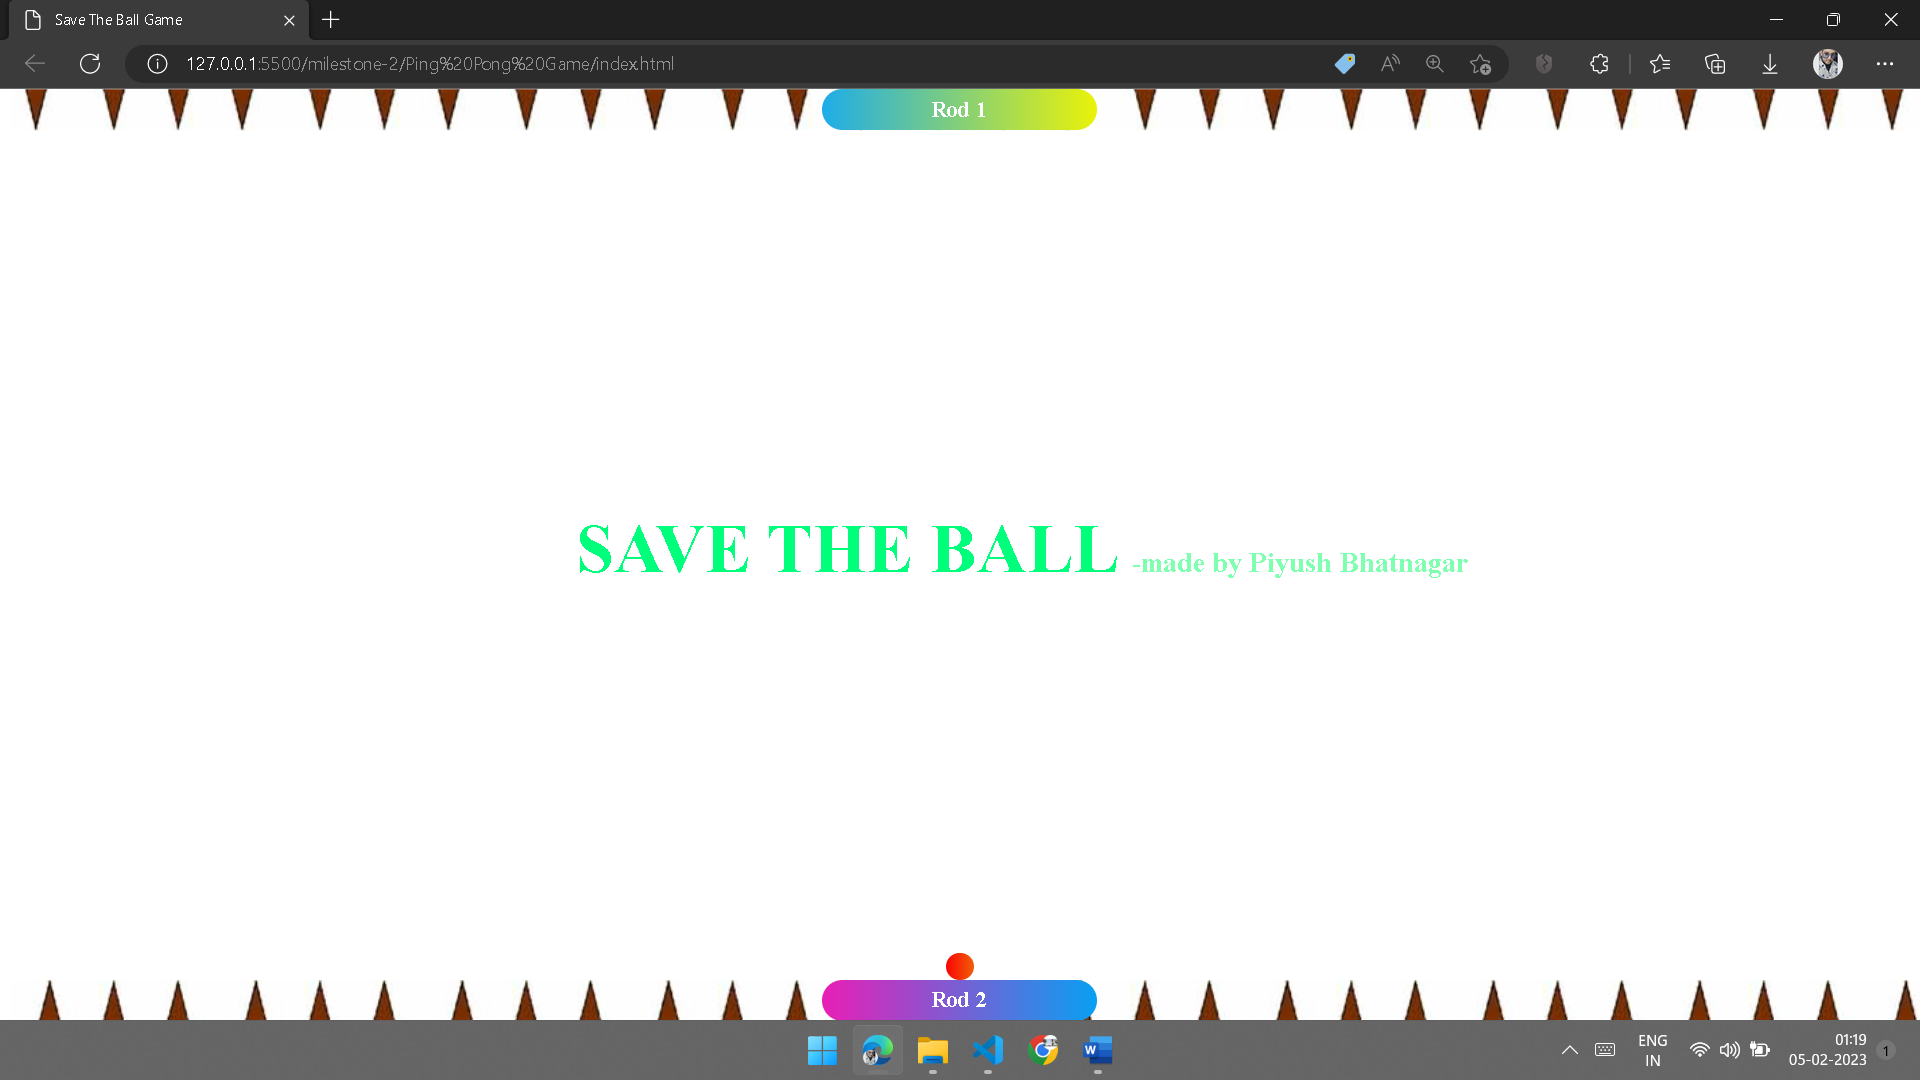 Save The Ball Game
127.0.0.1:5500/milestone-2/Ping%20Pong%20Game/index.html
Rod 1
SAVE THE BALL -made by Piyush Bhatnagar
Rod 2
ENG
IN
01:19
05-02-2023
1